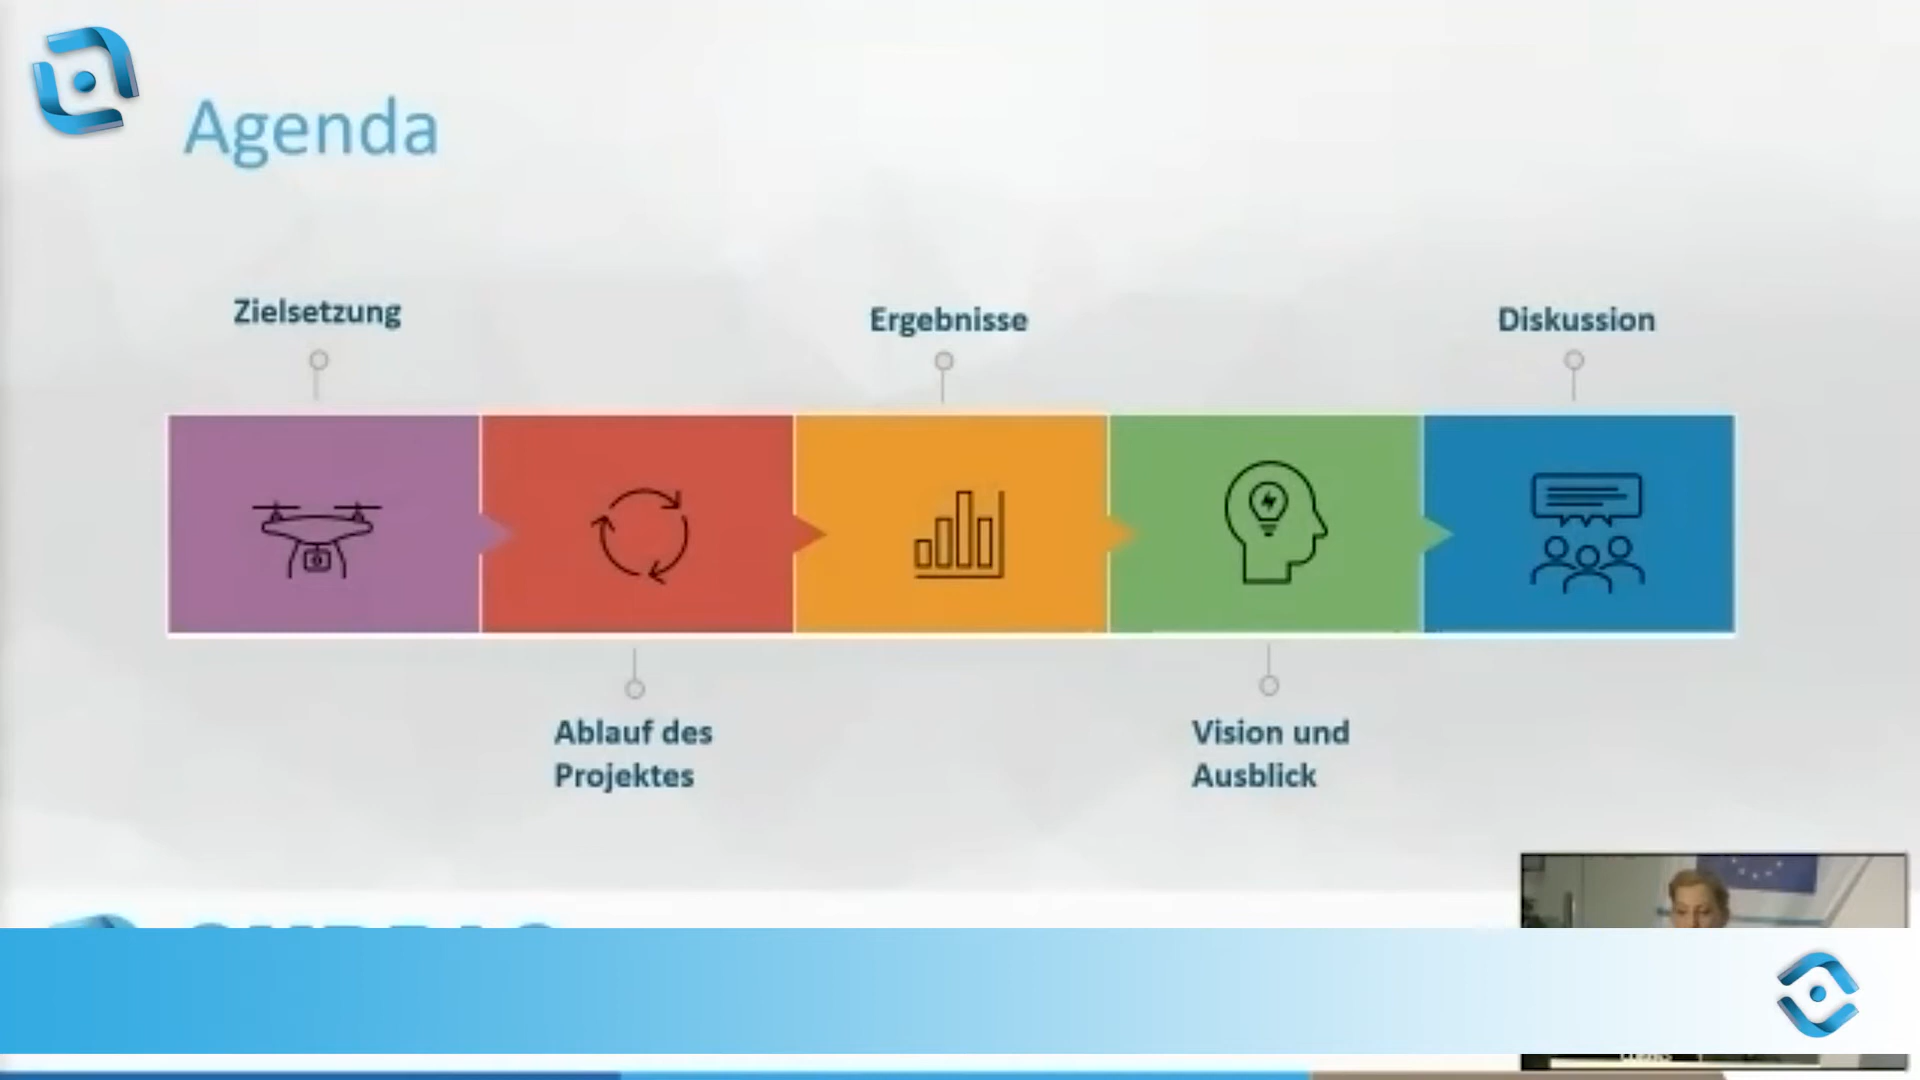 Agenda
Zielsetzung
Ergebnisse
Diskussion
Ablauf des
Projektes
Vision und
Ausblick